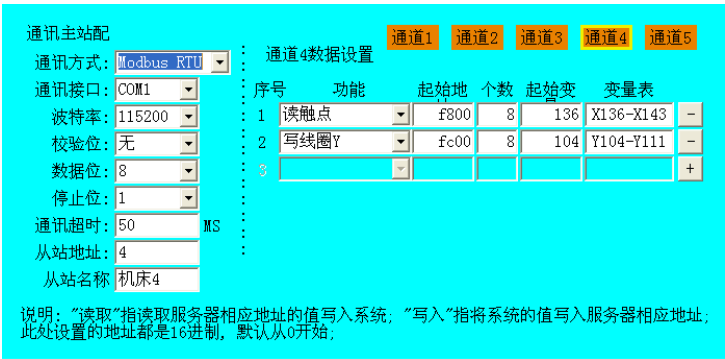 通讯主站配
通道1 通道2 通道3 通道4 通道5
通讯方式: Modbus RTU
通道4数据设置
通讯接口: COM1
波特率: 115200
校验位: 无
数据位: 8
停止位: 1
通讯超时: 50 MS
从站地址: 4
从站名称 机床4
序号 功能 起始地 个数 起始变 变量表
1 读触点 f800 8 136 X136-X143 -
2 写线圈Y fc00 8 104 Y104-Y111 -
3 +
说明: "读取"指读取服务器相应地址的值写入系统; "写入"指将系统的值写入服务器相应地址;
此处设置的地址都是16进制, 默认从0开始;